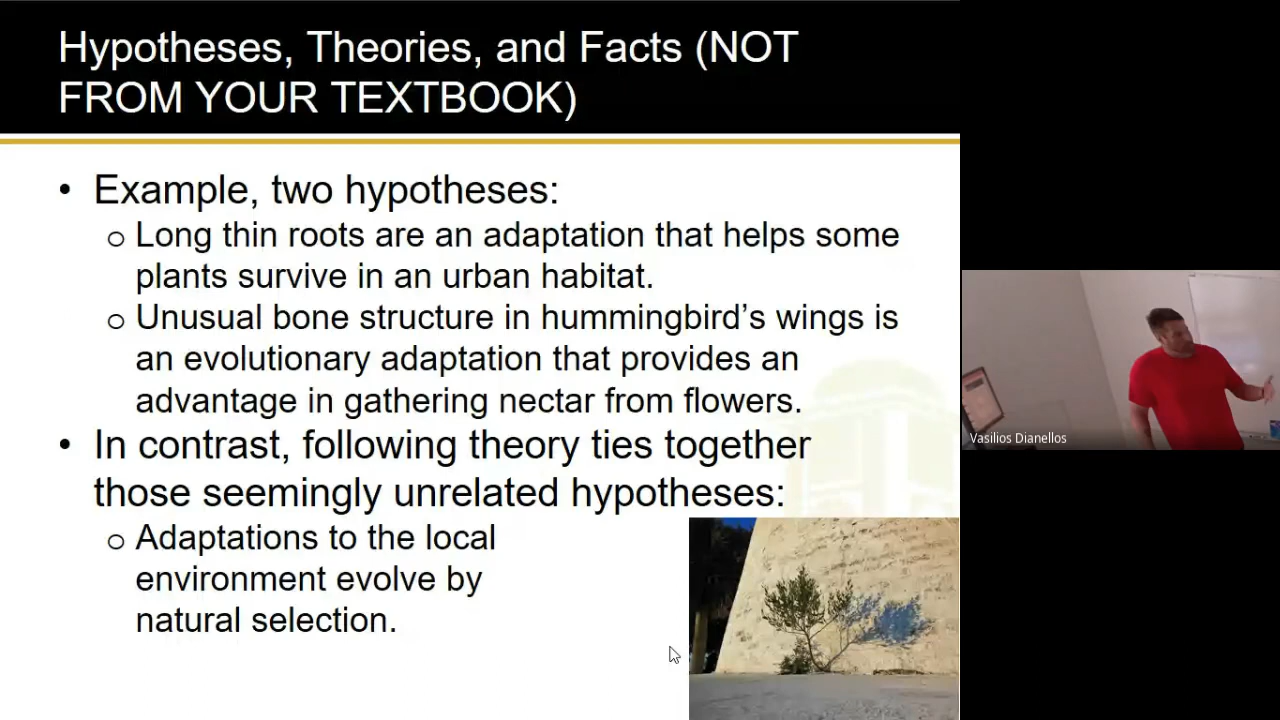 Hypotheses, Theories, and Facts (NOT
FROM YOUR TEXTBOOK)
• Example, two hypotheses:
o Long thin roots are an adaptation that helps some
plants survive in an urban habitat.
o Unusual bone structure in hummingbird’s wings is
an evolutionary adaptation that provides an
advantage in gathering nectar from flowers.
• In contrast, following theory ties together
those seemingly unrelated hypotheses:
o Adaptations to the local
environment evolve by
natural selection.
Vasilios Dianellos